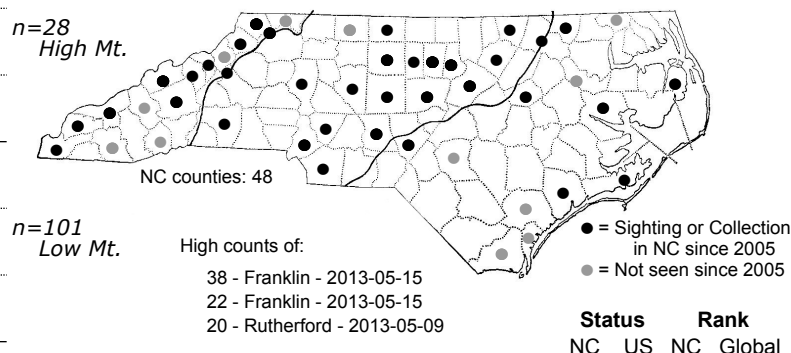 n=28
High Mt.
NC counties: 48
n=101
Low Mt.
High counts of:
38 - Franklin - 2013-05-15
22 - Franklin - 2013-05-15
20 - Rutherford - 2013-05-09
= Sighting or Collection
in NC since 2005
= Not seen since 2005
Status Rank
NC US NC Global